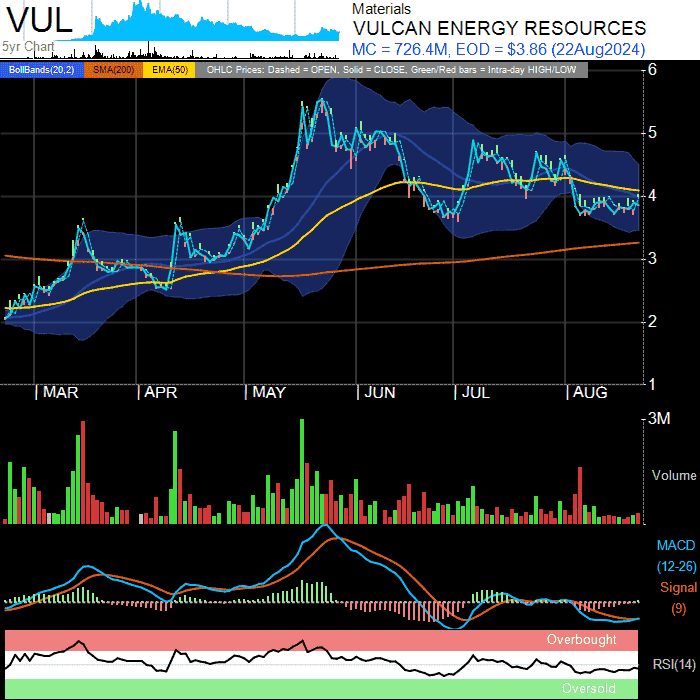 VUL
5yr Chart
Materials
VULCAN ENERGY RESOURCES
MC = 726.4M, EOD = $3.86 (22Aug2024)
BollBands(20,2) SMA(200) EMA(50) OHLC Prices: Dashed = OPEN, Solid = CLOSE, Green/Red bars = Intra-day HIGH/LOW
6
5
4
3
2
1
| MAR | APR | MAY | JUN | JUL | AUG
3M
Volume
MACD
(12-26)
Signal
(9)
Overbought
RSI(14)
Oversold